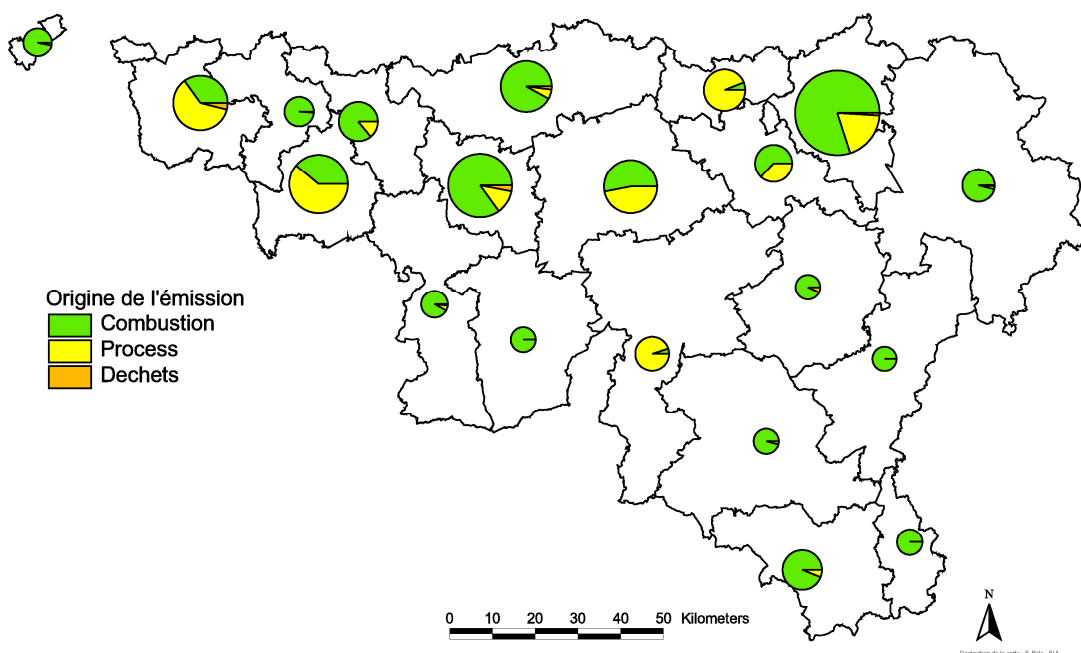 Origine de l'émission
Combustion
Process
Dechets
0 10 20 30 40 50 Kilometers
N